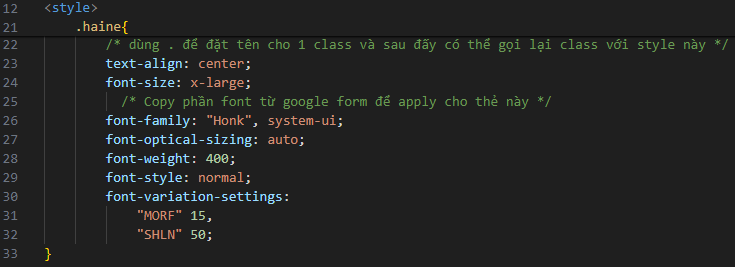 12 <style>
21 .haine{
22 /* dùng . để đặt tên cho 1 class và sau đấy có thể gọi lại class với style này */
23 text-align: center;
24 font-size: x-large;
25 /* Copy phần font từ google form để apply cho thẻ này */
26 font-family: "Honk", system-ui;
27 font-optical-sizing: auto;
28 font-weight: 400;
29 font-style: normal;
30 font-variation-settings:
31 "MORF" 15,
32 "SHLN" 50;
33 }